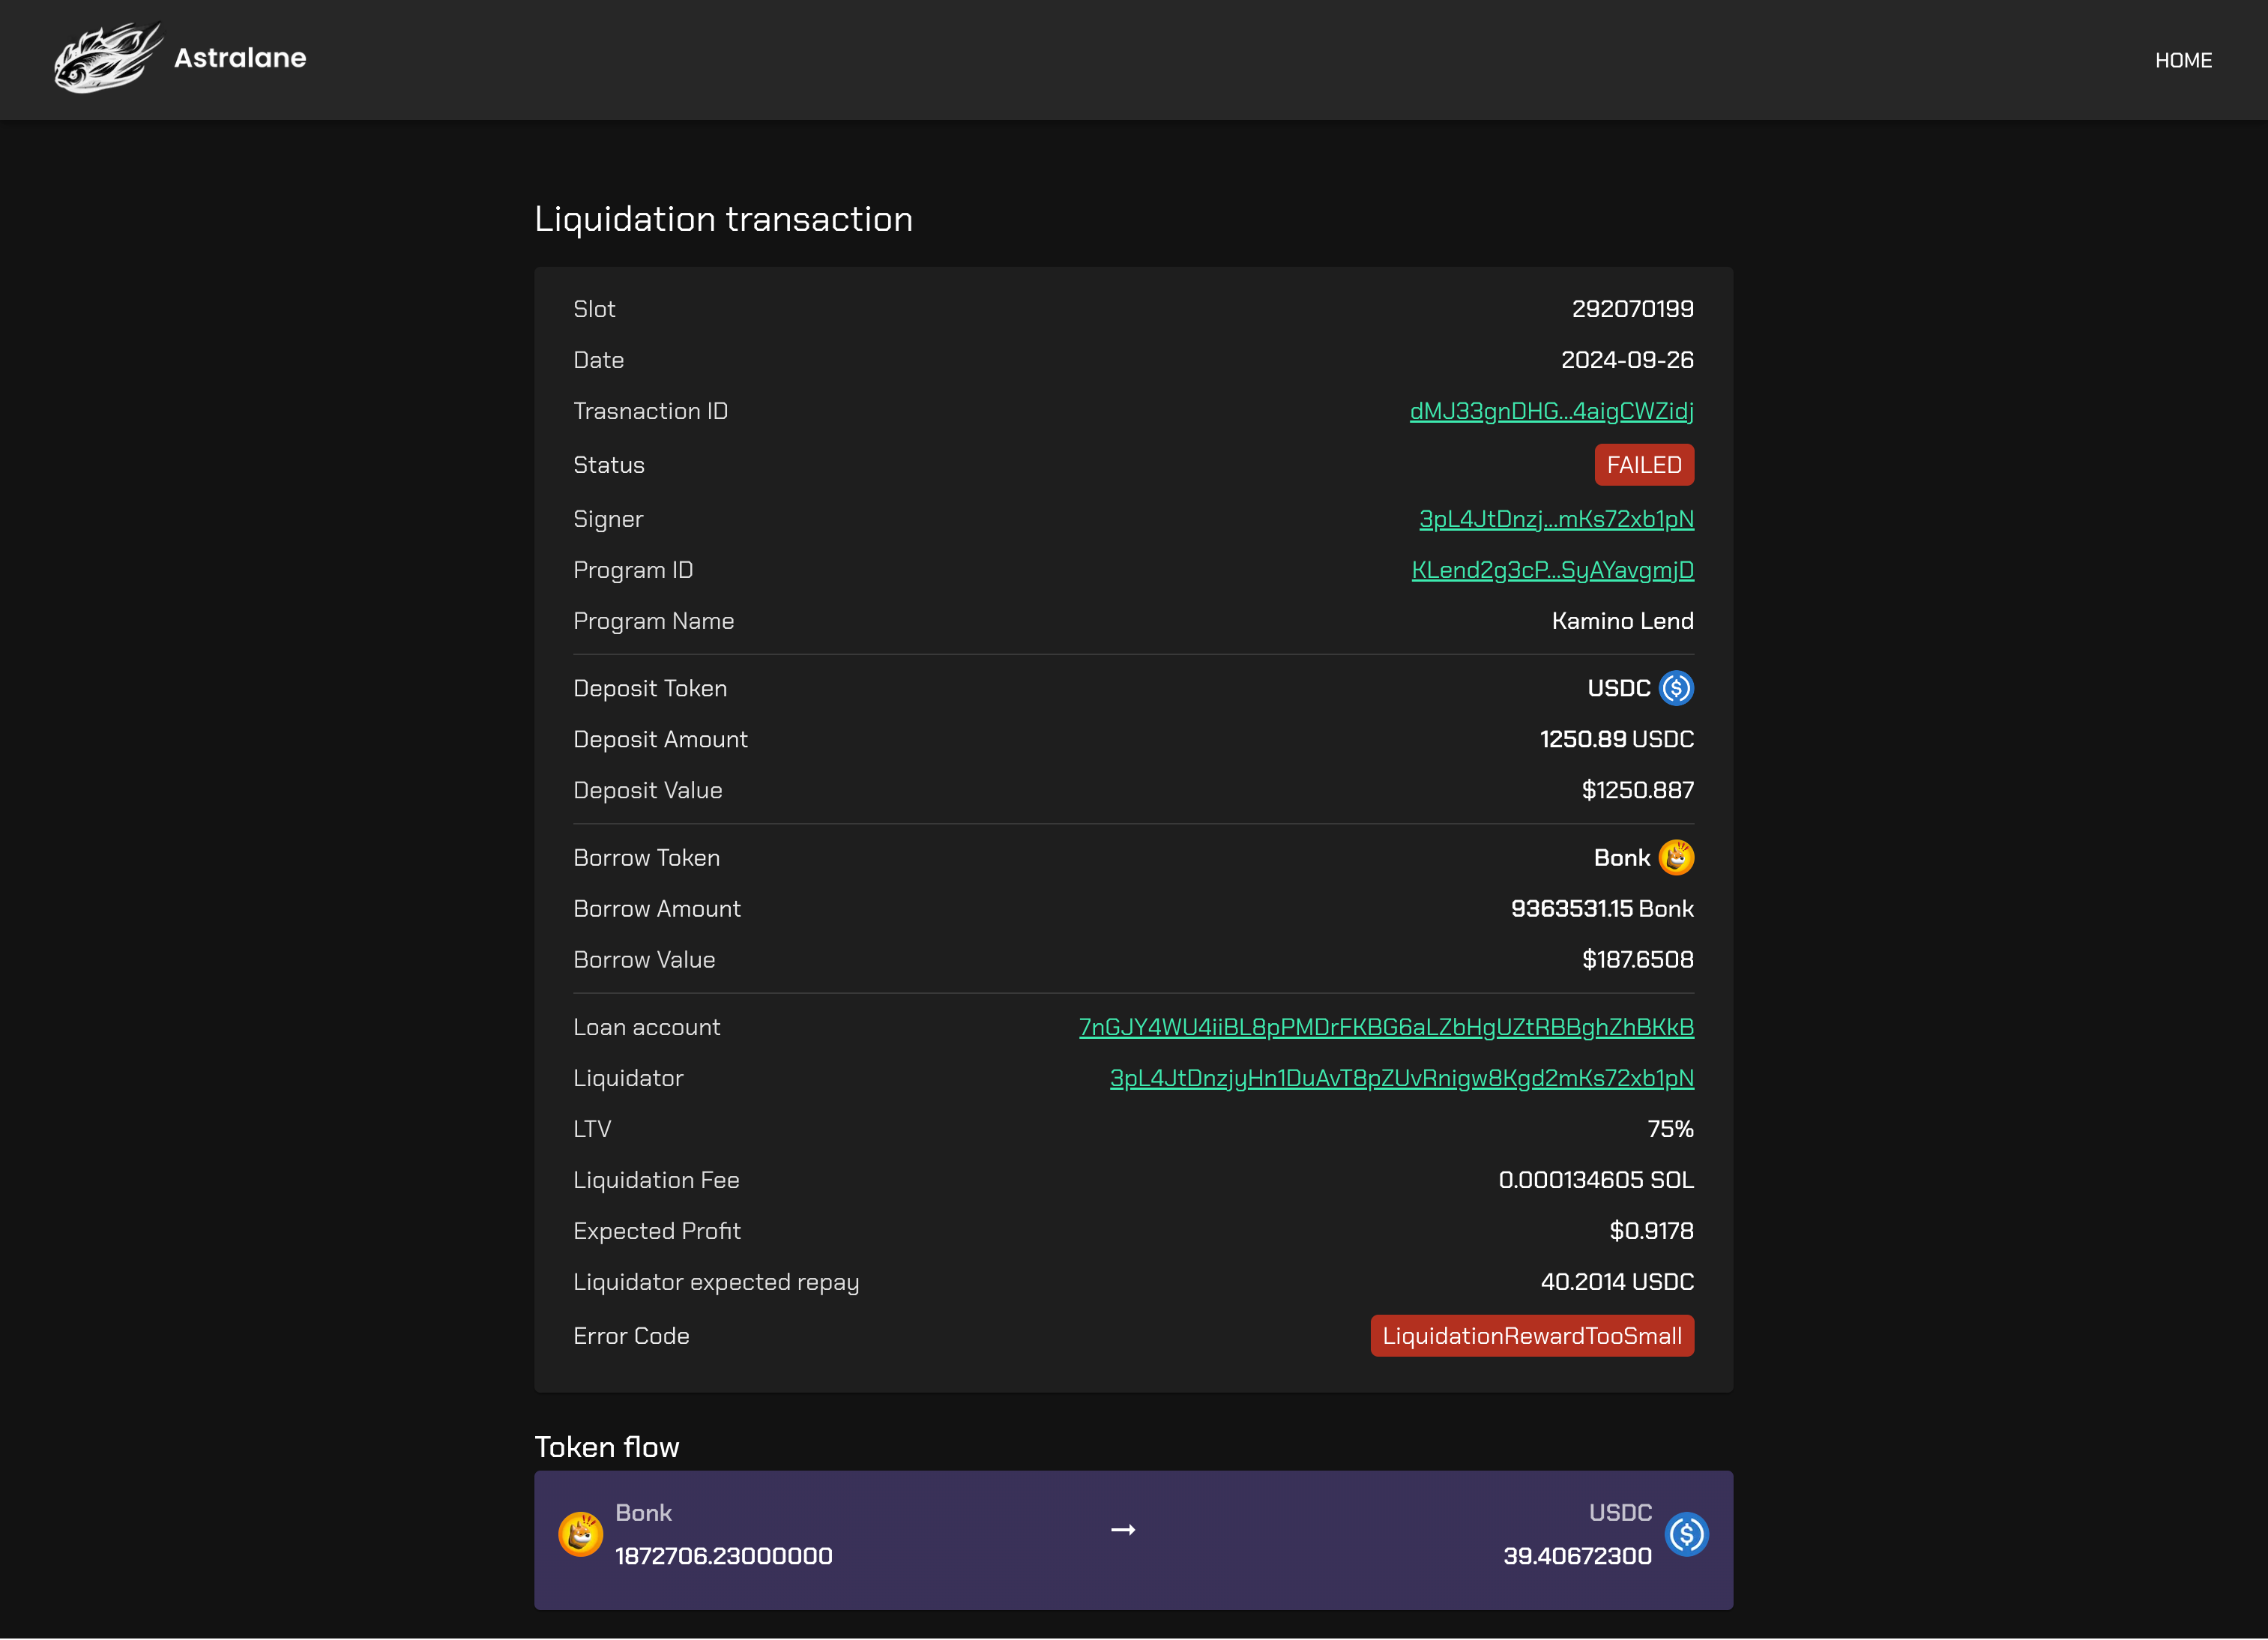 Astralane
HOME
Liquidation transaction
Slot 292070199
Date 2024-09-26
Trasnaction ID dMJ33gnDHG...4aigCWZidj
Status FAILED
Signer 3pL4JtDnzj...mKs72xb1pN
Program ID KLend2g3cP...SyAYavgmjD
Program Name Kamino Lend
Deposit Token USDC
Deposit Amount 1250.89 USDC
Deposit Value $1250.887
Borrow Token Bonk
Borrow Amount 9363531.15 Bonk
Borrow Value $187.6508
Loan account 7nGJY4WU4iiBL8pPMDrFKBG6aLZbHgUZtRBBghZhBKkB
Liquidator 3pL4JtDnzjyHn1DuAvT8pZUvRnigw8Kgd2mKs72xb1pN
LTV 75%
Liquidation Fee 0.000134605 SOL
Expected Profit $0.9178
Liquidator expected repay 40.2014 USDC
Error Code LiquidationRewardTooSmall
Token flow
Bonk → USDC
1872706.23000000 39.40672300